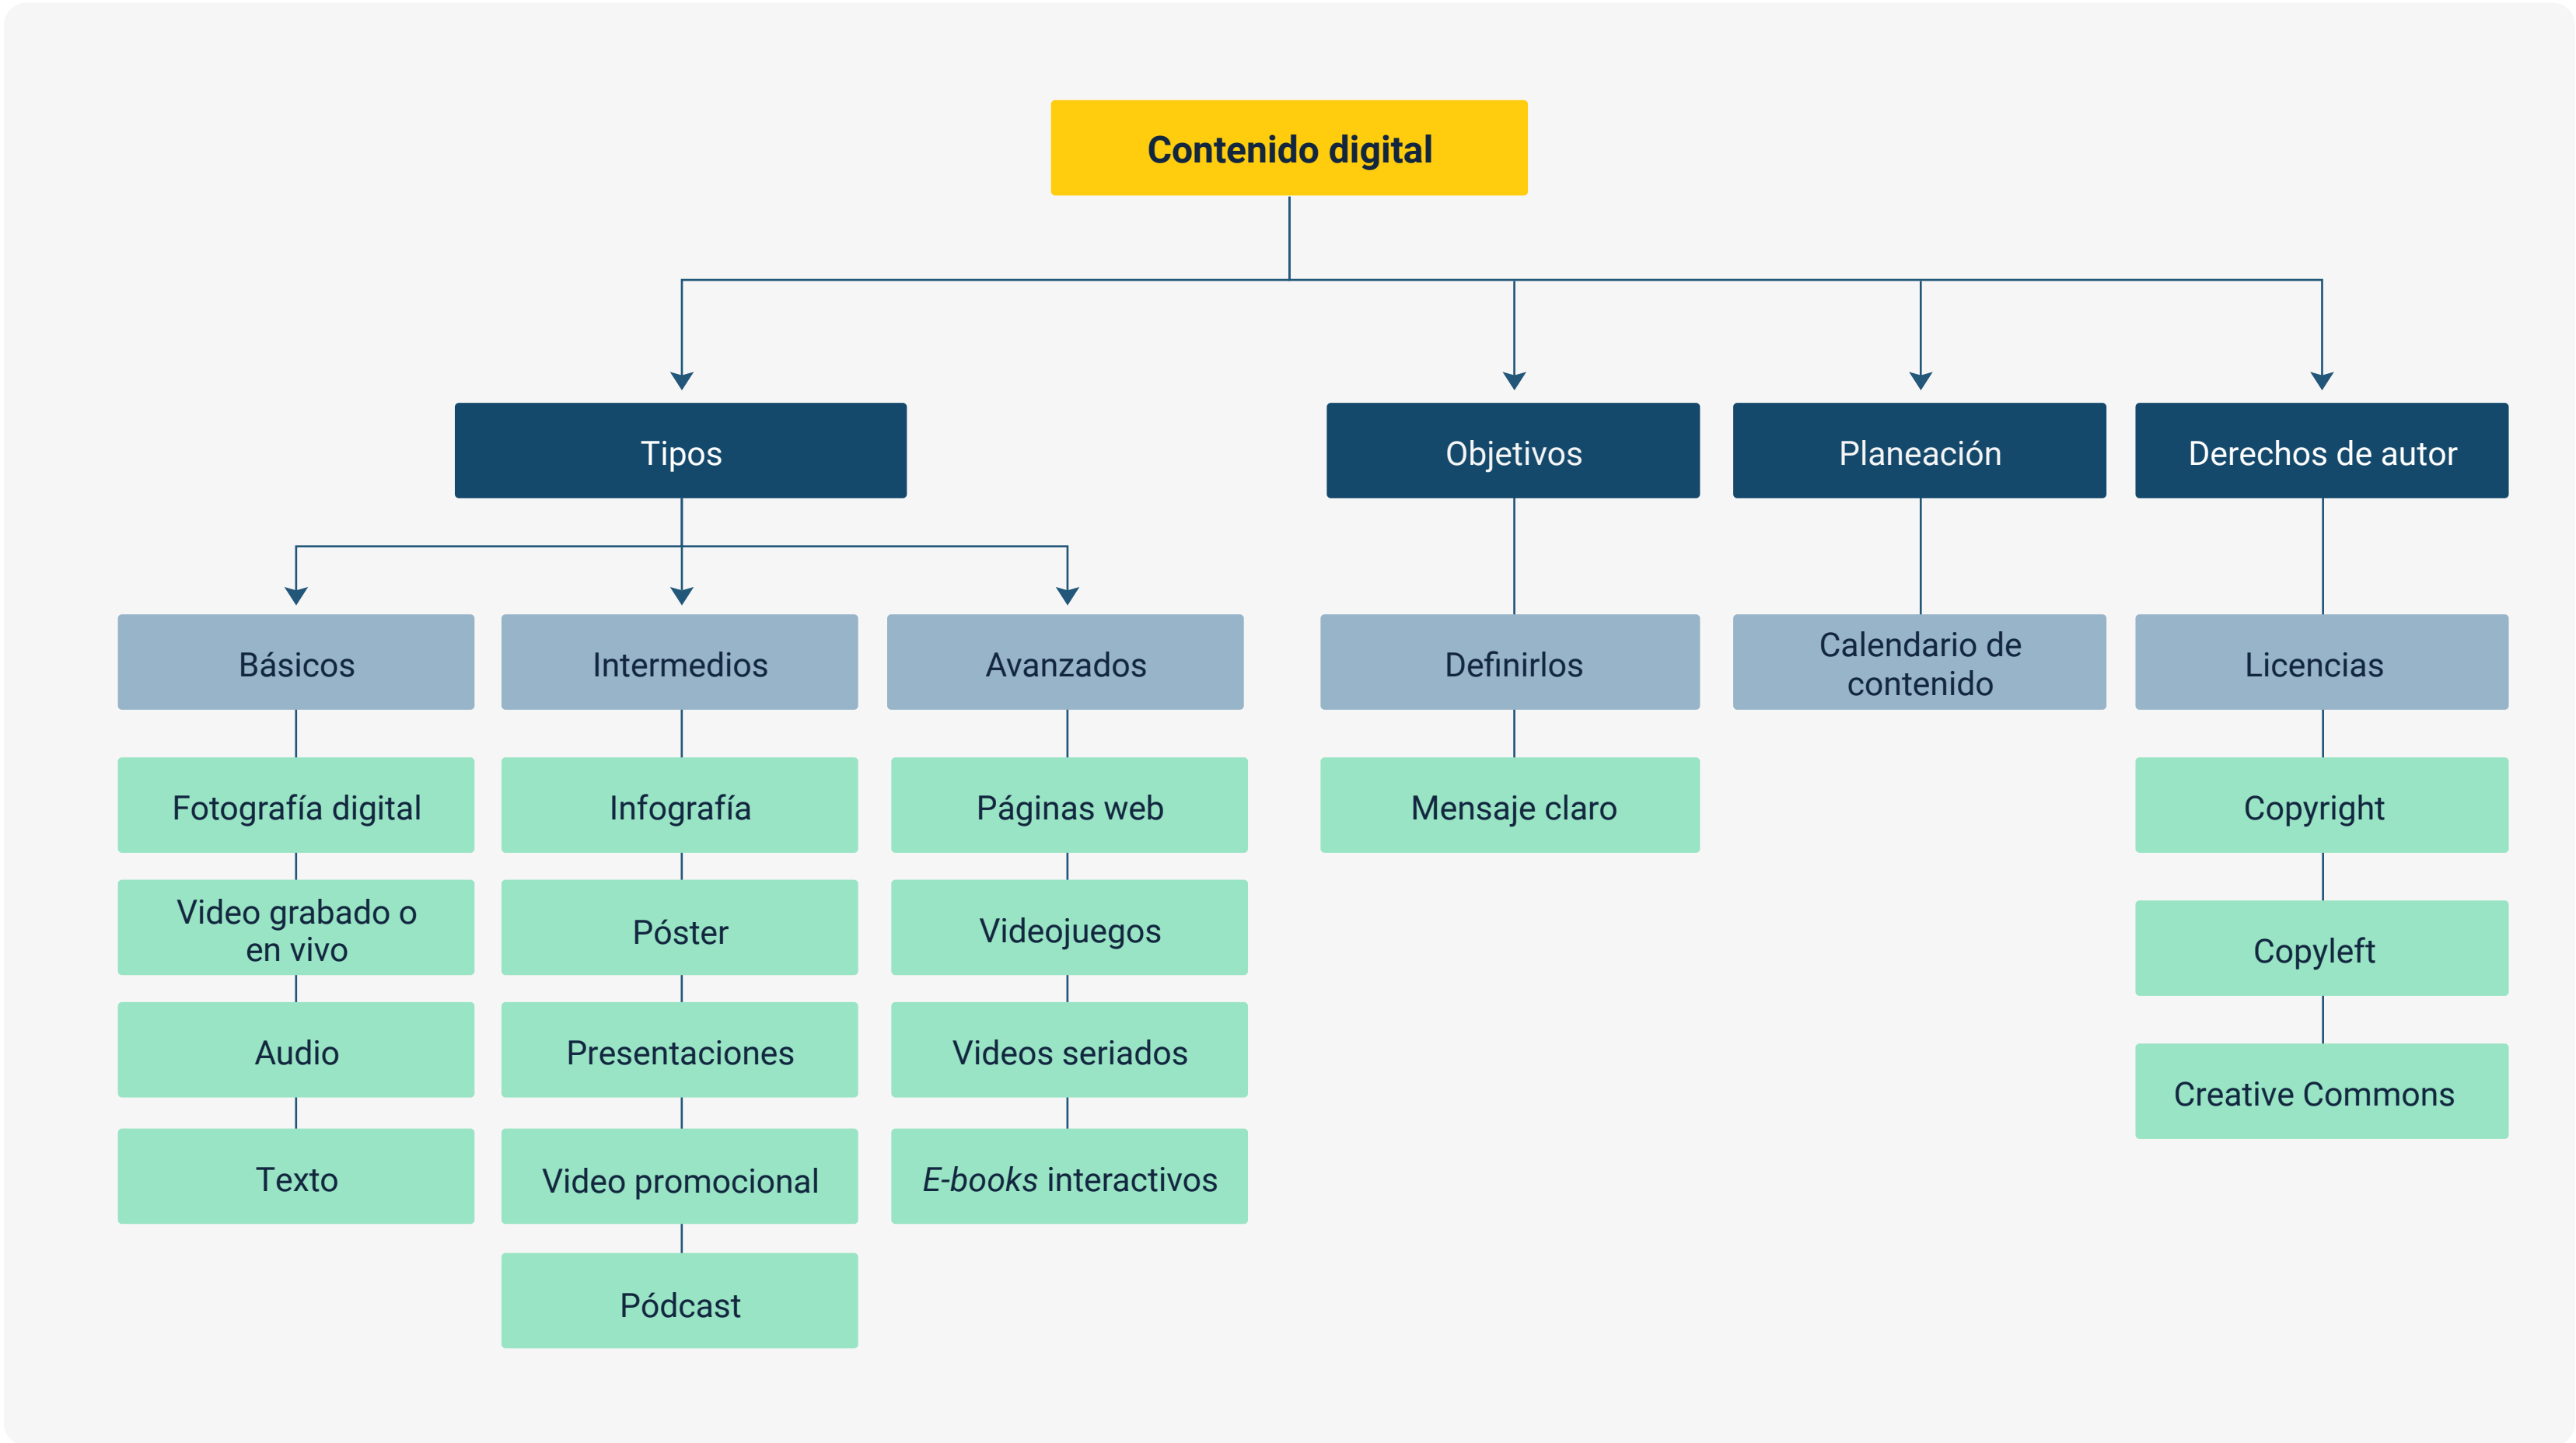 Contenido digital
Tipos
Objetivos
Planeación
Derechos de autor
Básicos
Intermedios
Avanzados
Definirlos
Calendario de
contenido
Licencias
Fotografía digital
Infografía
Páginas web
Mensaje claro
Copyright
Video grabado o
en vivo
Póster
Videojuegos
Copyleft
Audio
Presentaciones
Videos seriados
Creative Commons
Texto
Video promocional
E-books interactivos
Pódcast